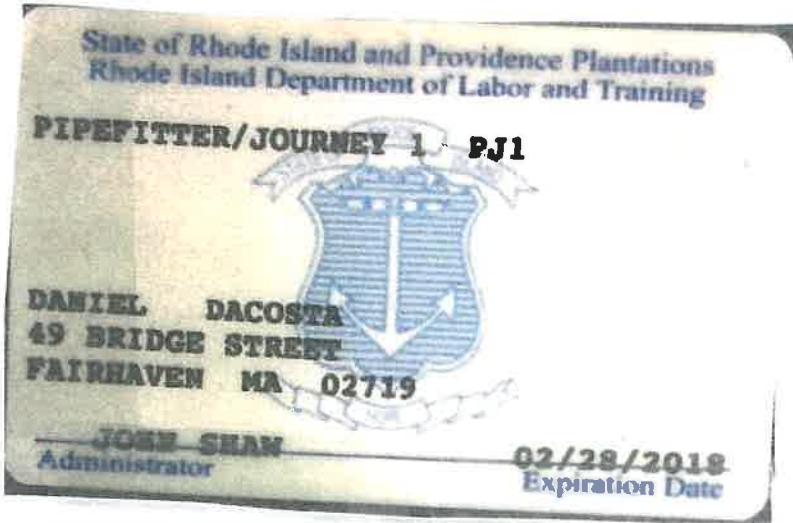 State of Rhode Island and Providence Plantations
Rhode Island Department of Labor and Training
PIPEFITTER/JOURNEY 1 PJ1
DANIEL DACOSTA
49 BRIDGE STREET
FAIRHAVEN MA 02719
JOHN SHAW 02/28/2018
Administrator Expiration Date